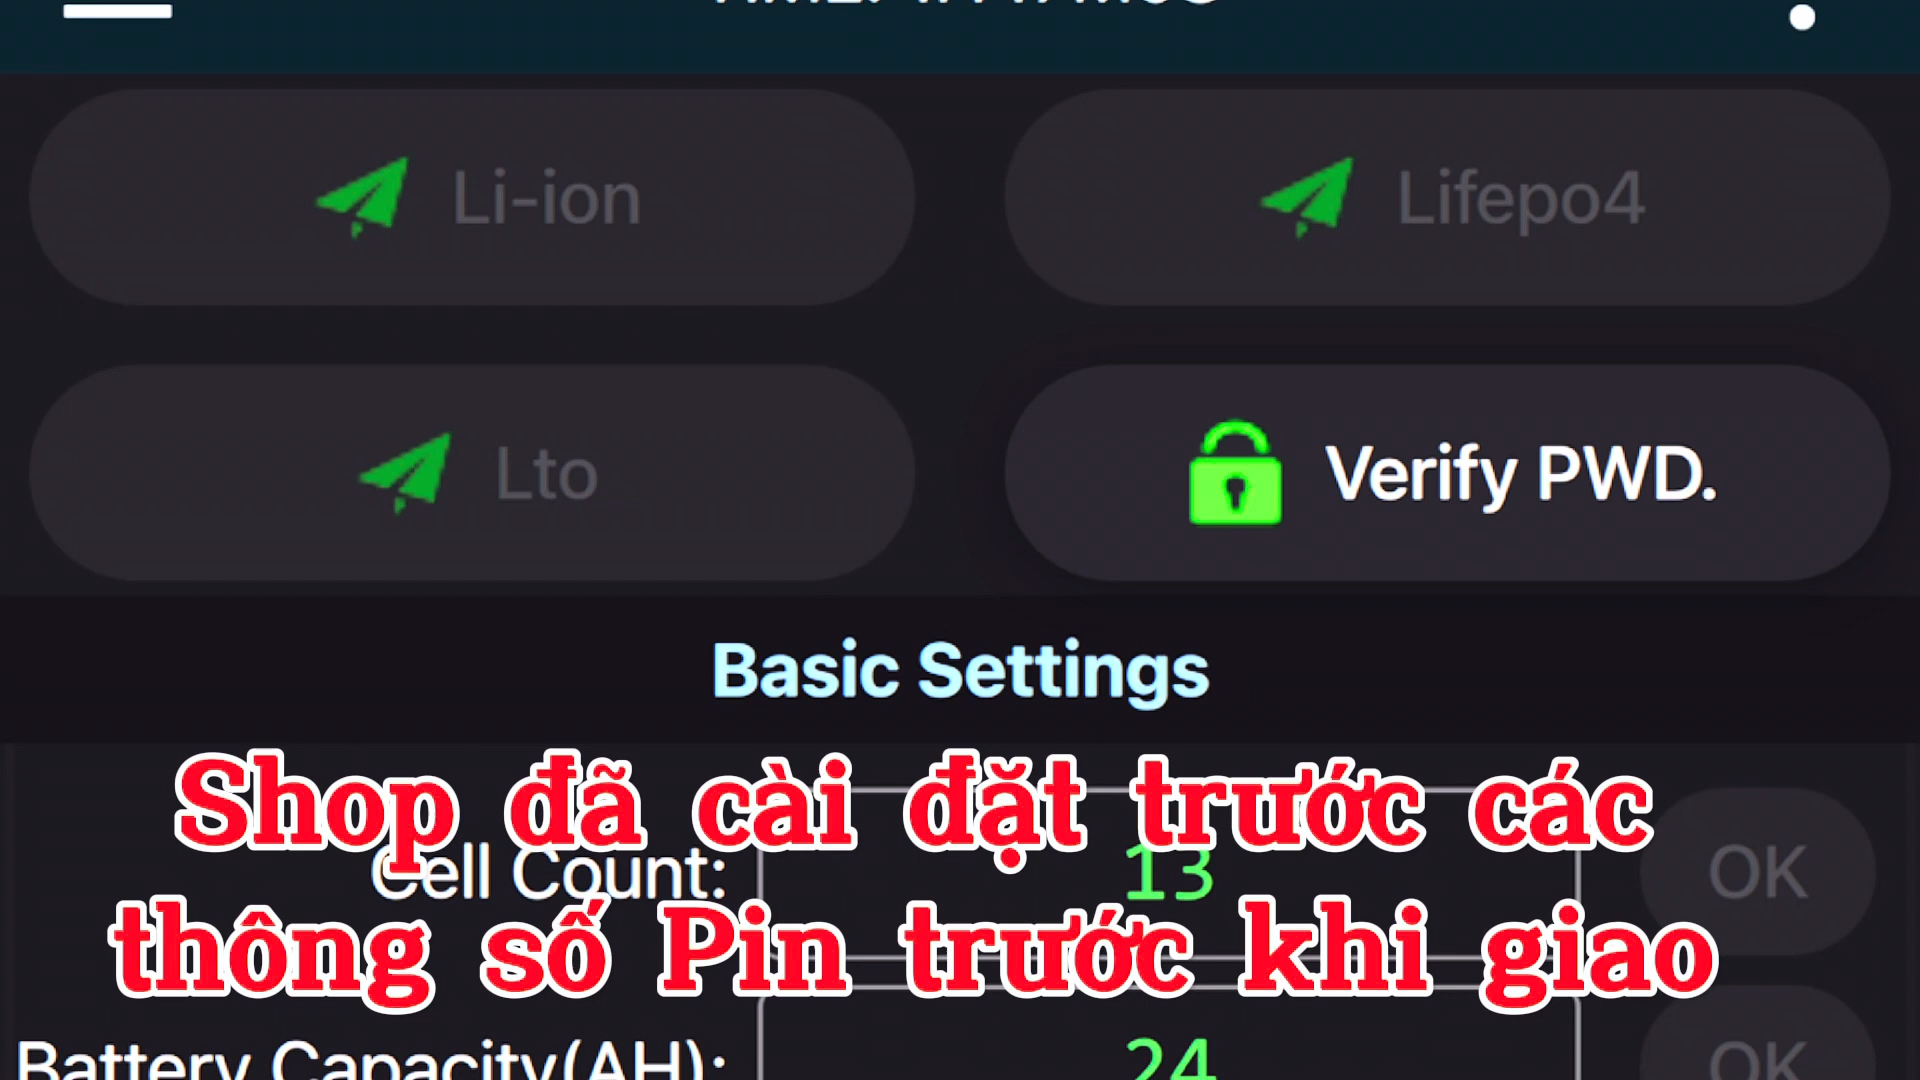 Li-ion Lifepo4
Lto Verify PWD.
Basic Settings
Shop đã cài đặt trước các
Cell Count: 13 OK
thông số Pin trước khi giao
Battery Capacity(AH): 24 OK